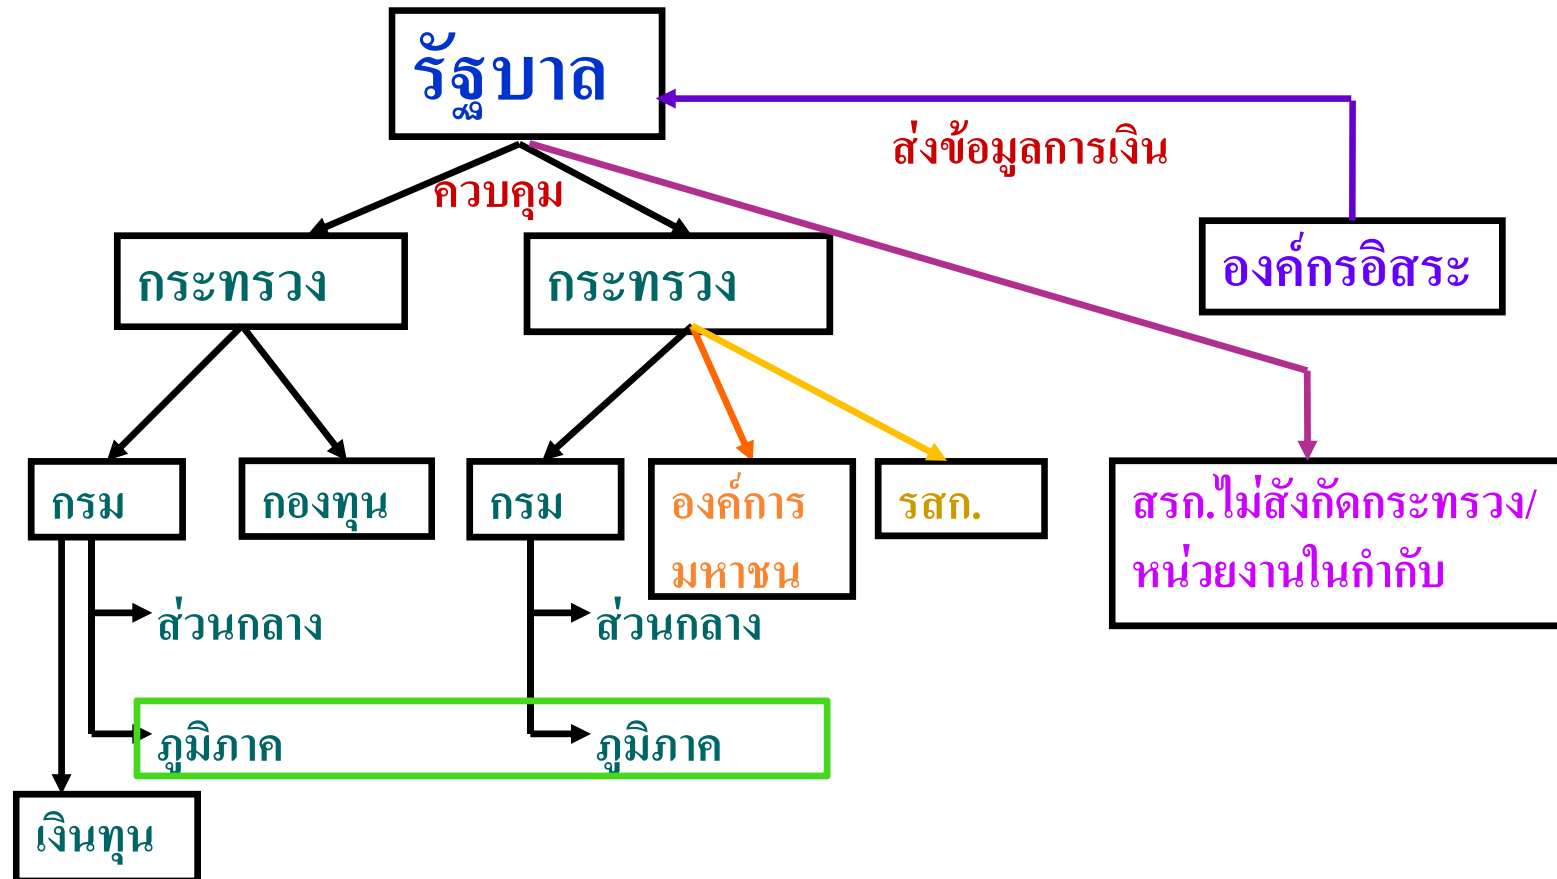 รัฐบาล
ส่งข้อมูลการเงิน
ควบคุม
กระทรวง
กระทรวง
องค์กรอิสระ
กรม
กองทุน
กรม
องค์การ
มหาชน
รสก.
สรก.ไม่สังกัดกระทรวง/
หน่วยงานในกำกับ
ส่วนกลาง
ส่วนกลาง
ภูมิภาค
ภูมิภาค
เงินทุน